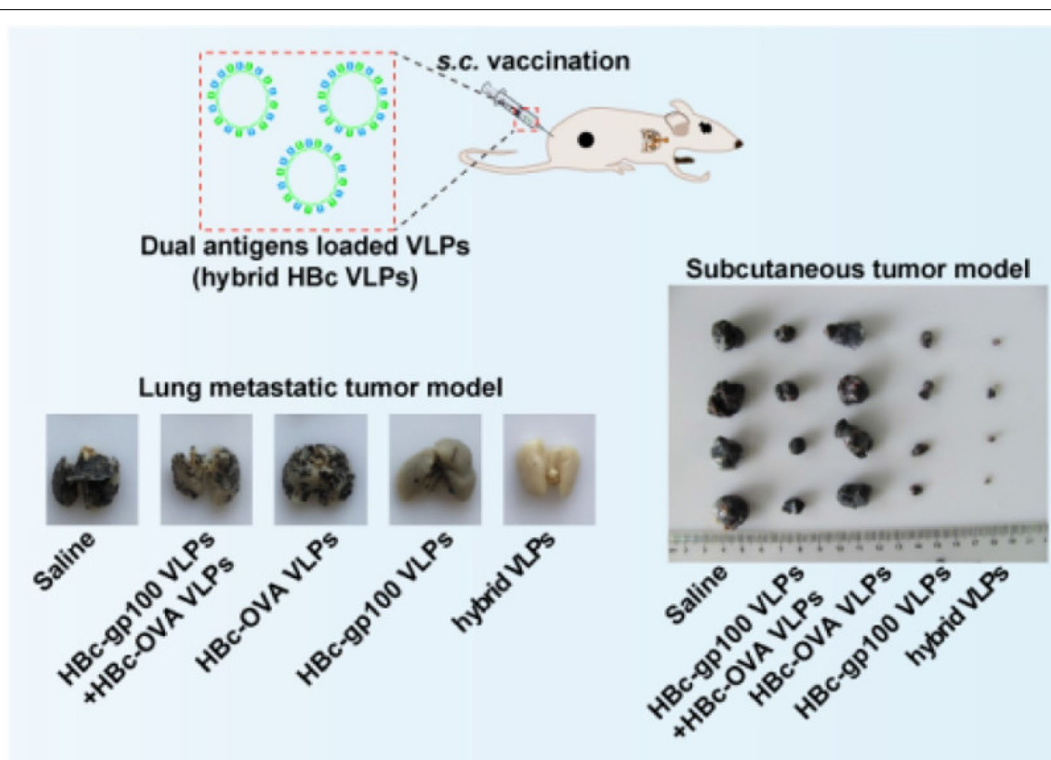 s.c. vaccination
Dual antigens loaded VLPs
(hybrid HBc VLPs)
Subcutaneous tumor model
Lung metastatic tumor model
Saline
HBc-gp100 VLPs
+HBc-OVA VLPs
HBc-OVA VLPs
HBc-gp100 VLPs
hybrid VLPs
Saline
HBc-gp100 VLPs
+HBc-OVA VLPs
HBc-OVA VLPs
HBc-gp100 VLPs
hybrid VLPs